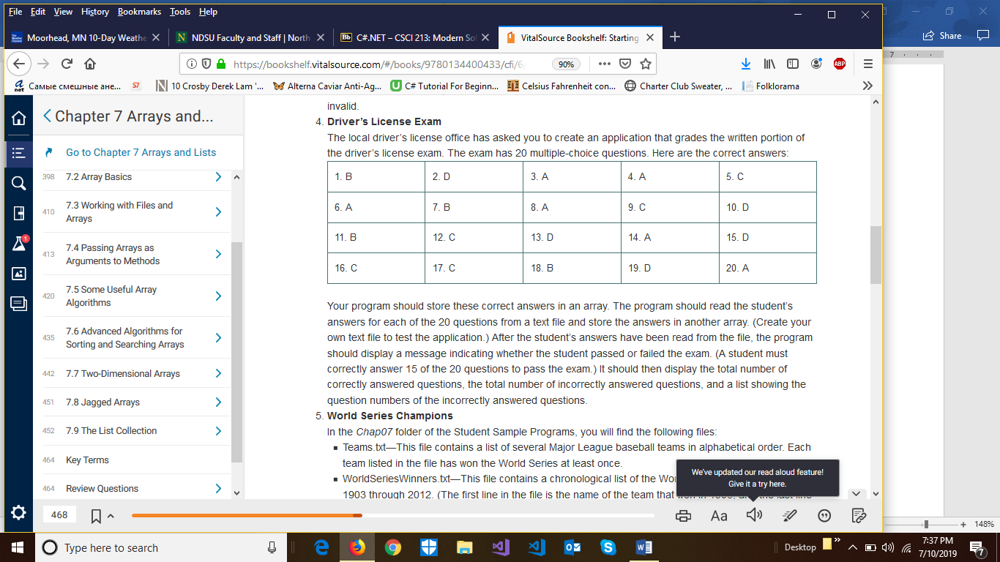 File Edit View History Bookmarks Tools Help
Moorhead, MN 10-Day Weathe
NDSU Faculty and Staff | North
C#.NET – CSCI 213: Modern So
VitalSource Bookshelf: Starting
Share
https://bookshelf.vitalsource.com/#/books/9780134400433/cfi/6
90%
ABP
7
Самые смешные ане...
S7
10 Crosby Derek Lam '...
Alterna Caviar Anti-Ag...
C# Tutorial For Beginn...
Celsius Fahrenheit con...
Charter Club Sweater, ...
Folklorama
Chapter 7 Arrays and...
Go to Chapter 7 Arrays and Lists
398 7.2 Array Basics
410 7.3 Working with Files and
Arrays
413 7.4 Passing Arrays as
Arguments to Methods
420 7.5 Some Useful Array
Algorithms
435 7.6 Advanced Algorithms for
Sorting and Searching Arrays
442 7.7 Two-Dimensional Arrays
451 7.8 Jagged Arrays
452 7.9 The List Collection
464 Key Terms
464 Review Questions
1
invalid.
4. Driver's License Exam
The local driver's license office has asked you to create an application that grades the written portion of
the driver's license exam. The exam has 20 multiple-choice questions. Here are the correct answers:
1. B 2. D 3. A 4. A 5. C
6. A 7. B 8. A 9. C 10. D
11. B 12. C 13. D 14. A 15. D
16. C 17. C 18. B 19. D 20. A
Your program should store these correct answers in an array. The program should read the student's
answers for each of the 20 questions from a text file and store the answers in another array. (Create your
own text file to test the application.) After the student's answers have been read from the file, the program
should display a message indicating whether the student passed or failed the exam. (A student must
correctly answer 15 of the 20 questions to pass the exam.) It should then display the total number of
correctly answered questions, the total number of incorrectly answered questions, and a list showing the
question numbers of the incorrectly answered questions.
5. World Series Champions
In the Chap07 folder of the Student Sample Programs, you will find the following files:
Teams.txt—This file contains a list of several Major League baseball teams in alphabetical order. Each
team listed in the file has won the World Series at least once.
WorldSeriesWinners.txt—This file contains a chronological list of the Wor
1903 through 2012. (The first line in the file is the name of the team that
We've updated our read aloud feature!
Give it a try here.
468
Aa
148%
Type here to search
Desktop
7:37 PM
7/10/2019
7